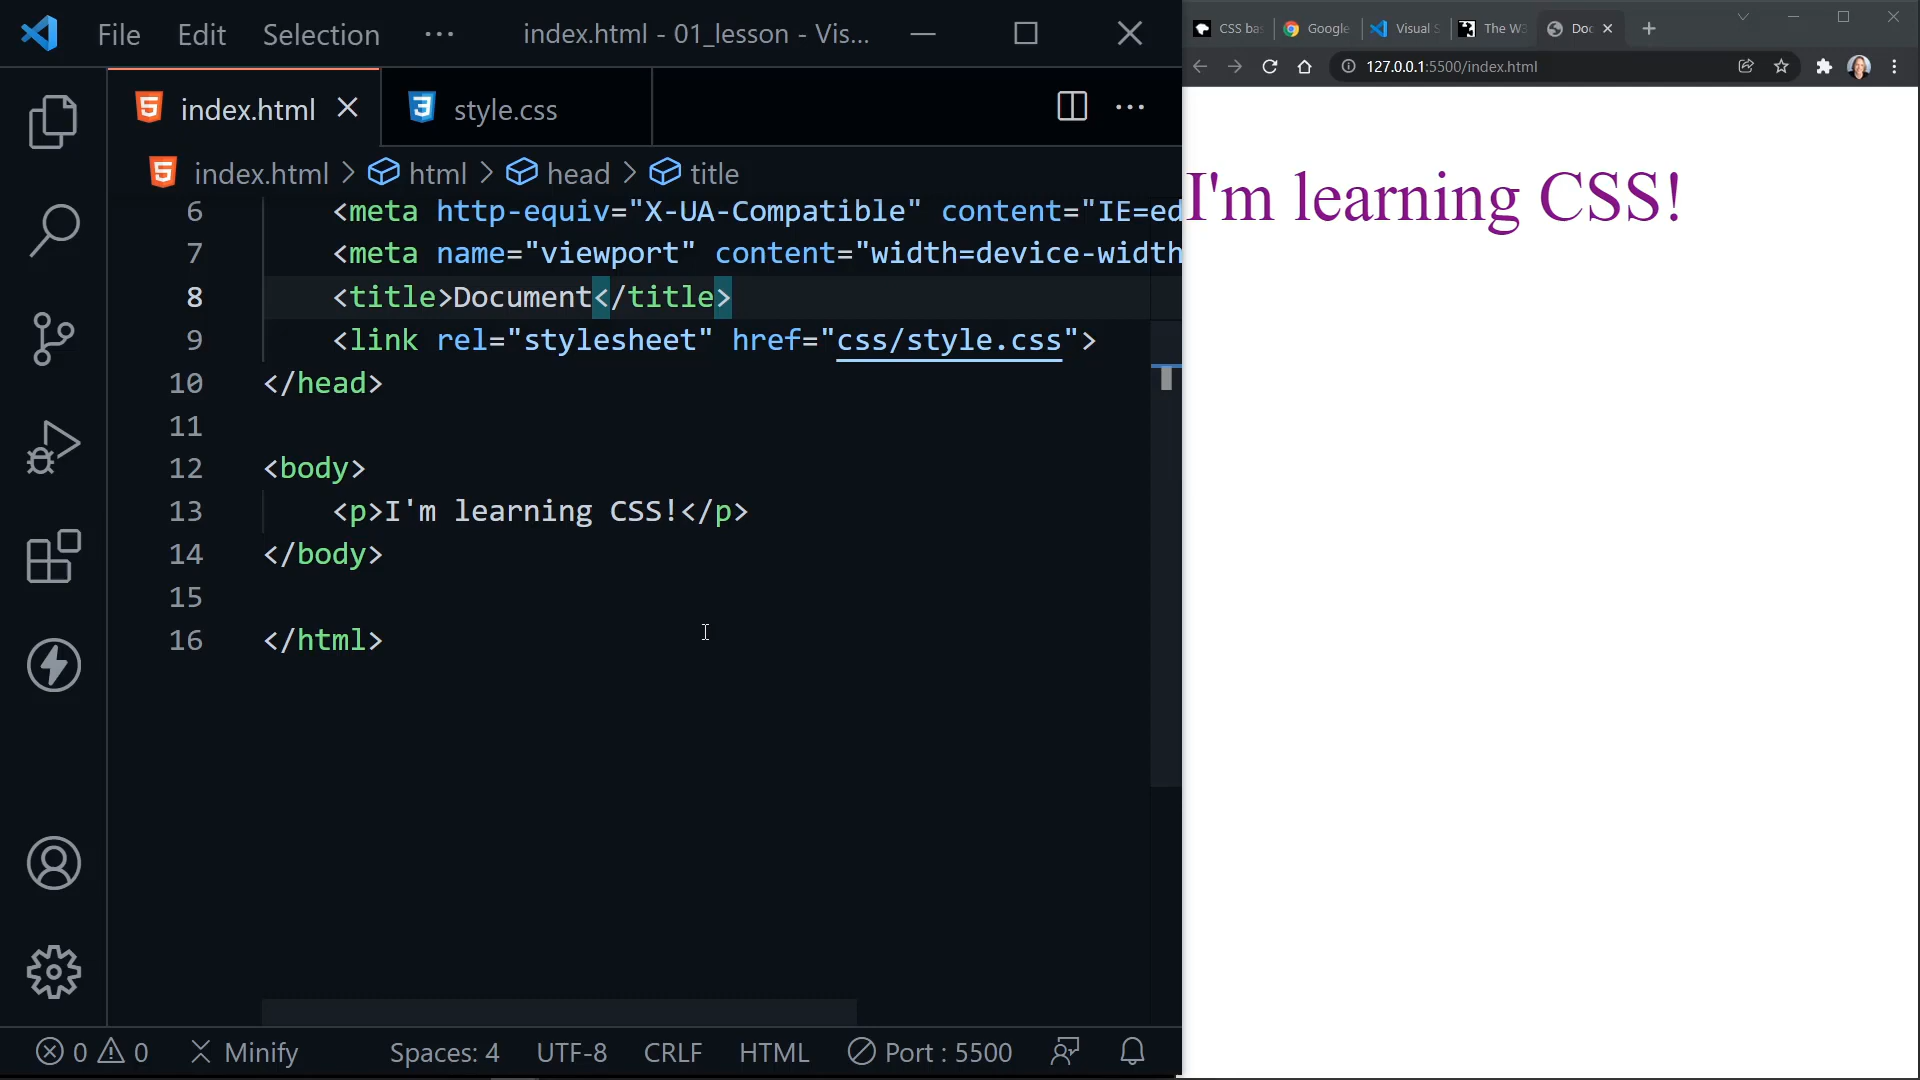 File Edit Selection ··· index.html - 01_lesson - Vis...
index.html style.css
index.html > html > head > title
6 <meta http-equiv="X-UA-Compatible" content="IE=ed
7 <meta name="viewport" content="width=device-width
8 <title>Document</title>
9 <link rel="stylesheet" href="css/style.css">
10 </head>
11
12 <body>
13 <p>I'm learning CSS!</p>
14 </body>
15
16 </html>
0 0 Minify Spaces: 4 UTF-8 CRLF HTML Port : 5500
CSS ba Google Visual S The W3 Doc
127.0.0.1:5500/index.html
I'm learning CSS!